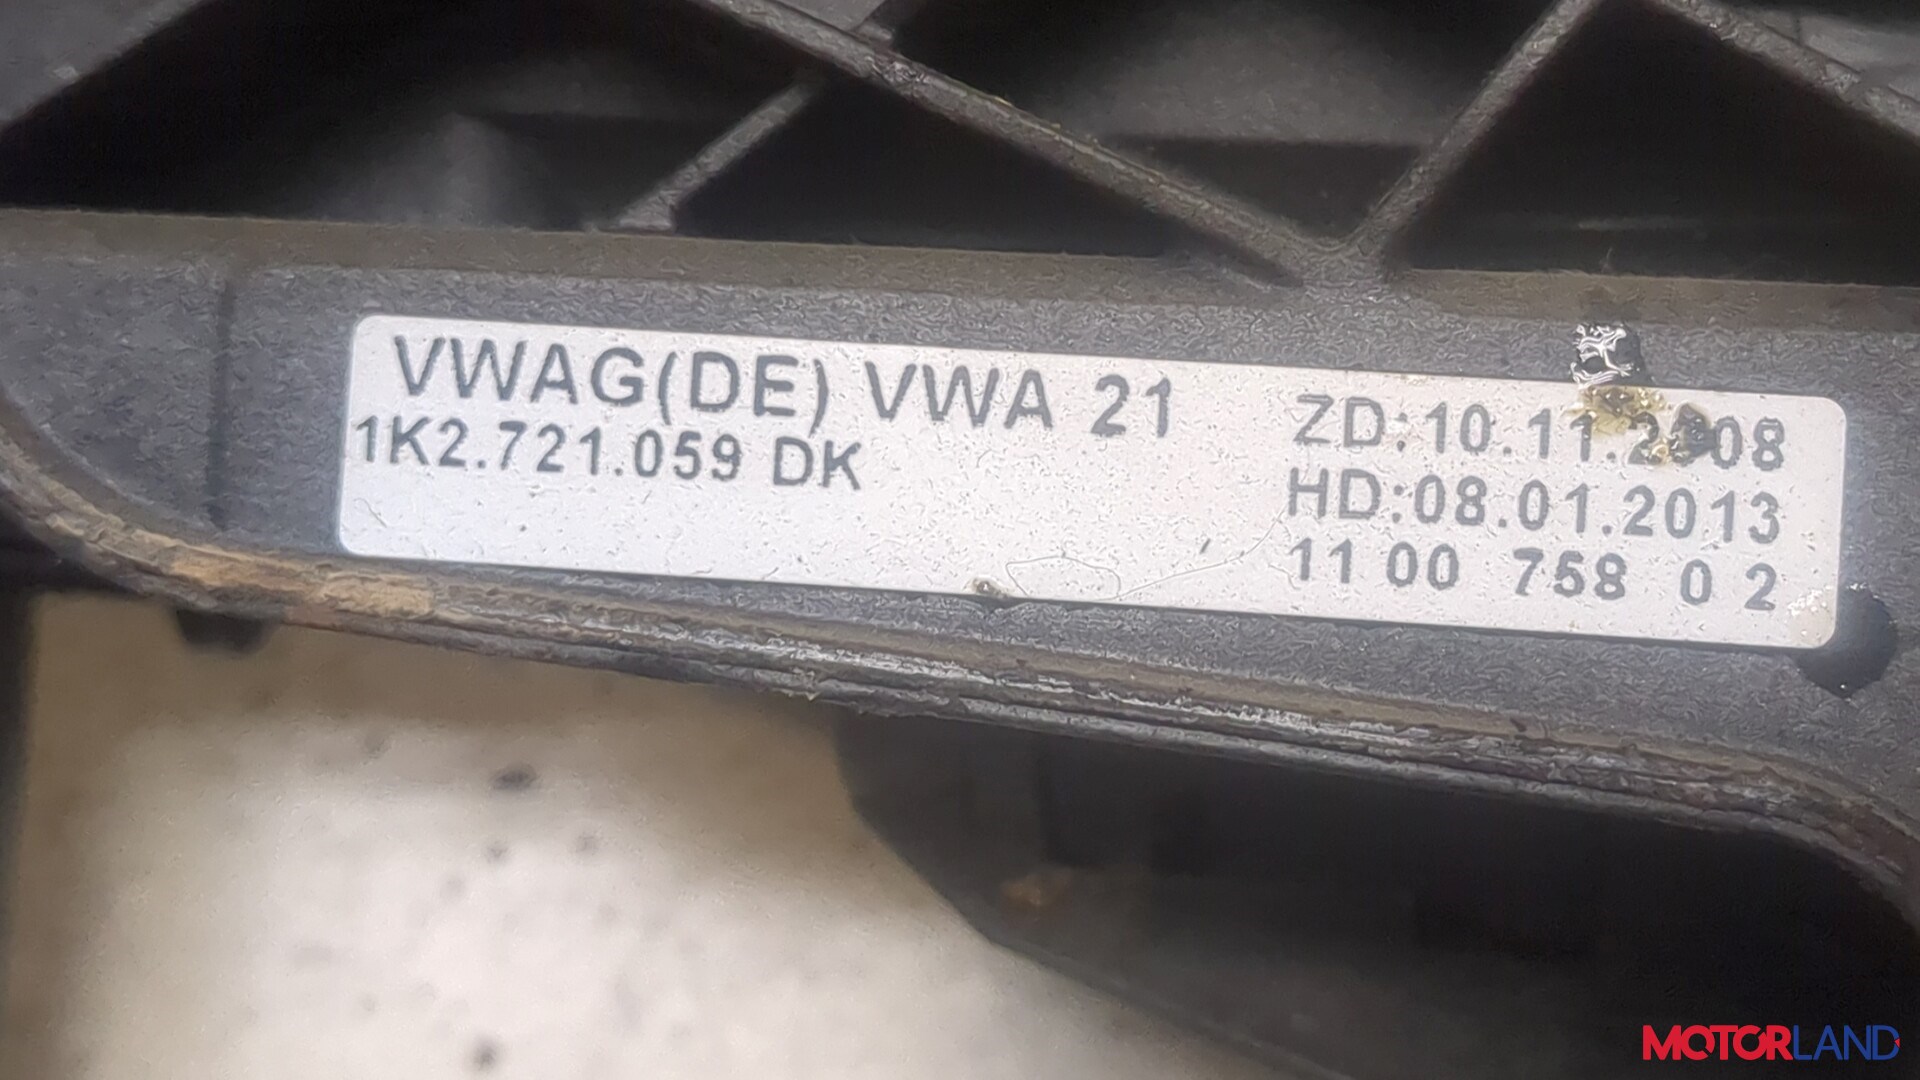 VWAG(DE) VWA 21
1K2.721.059 DK
ZD:10.11.2008
HD:08.01.2013
11 00 758 0 2
MOTORLAND